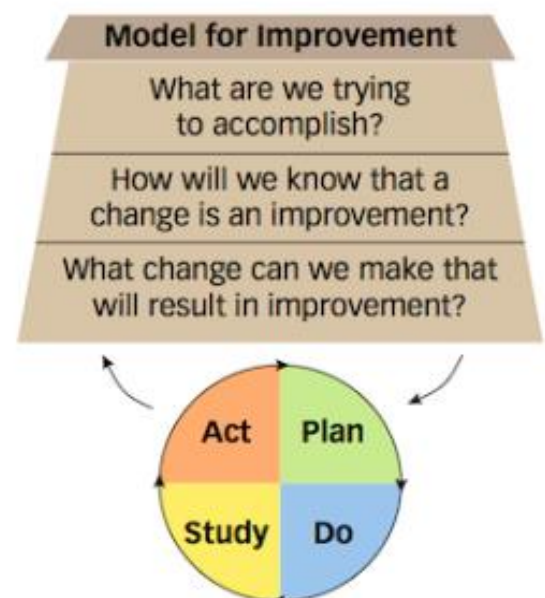 Model for Improvement
What are we trying
to accomplish?
How will we know that a
change is an improvement?
What change can we make that
will result in improvement?
Act
Plan
Study
Do